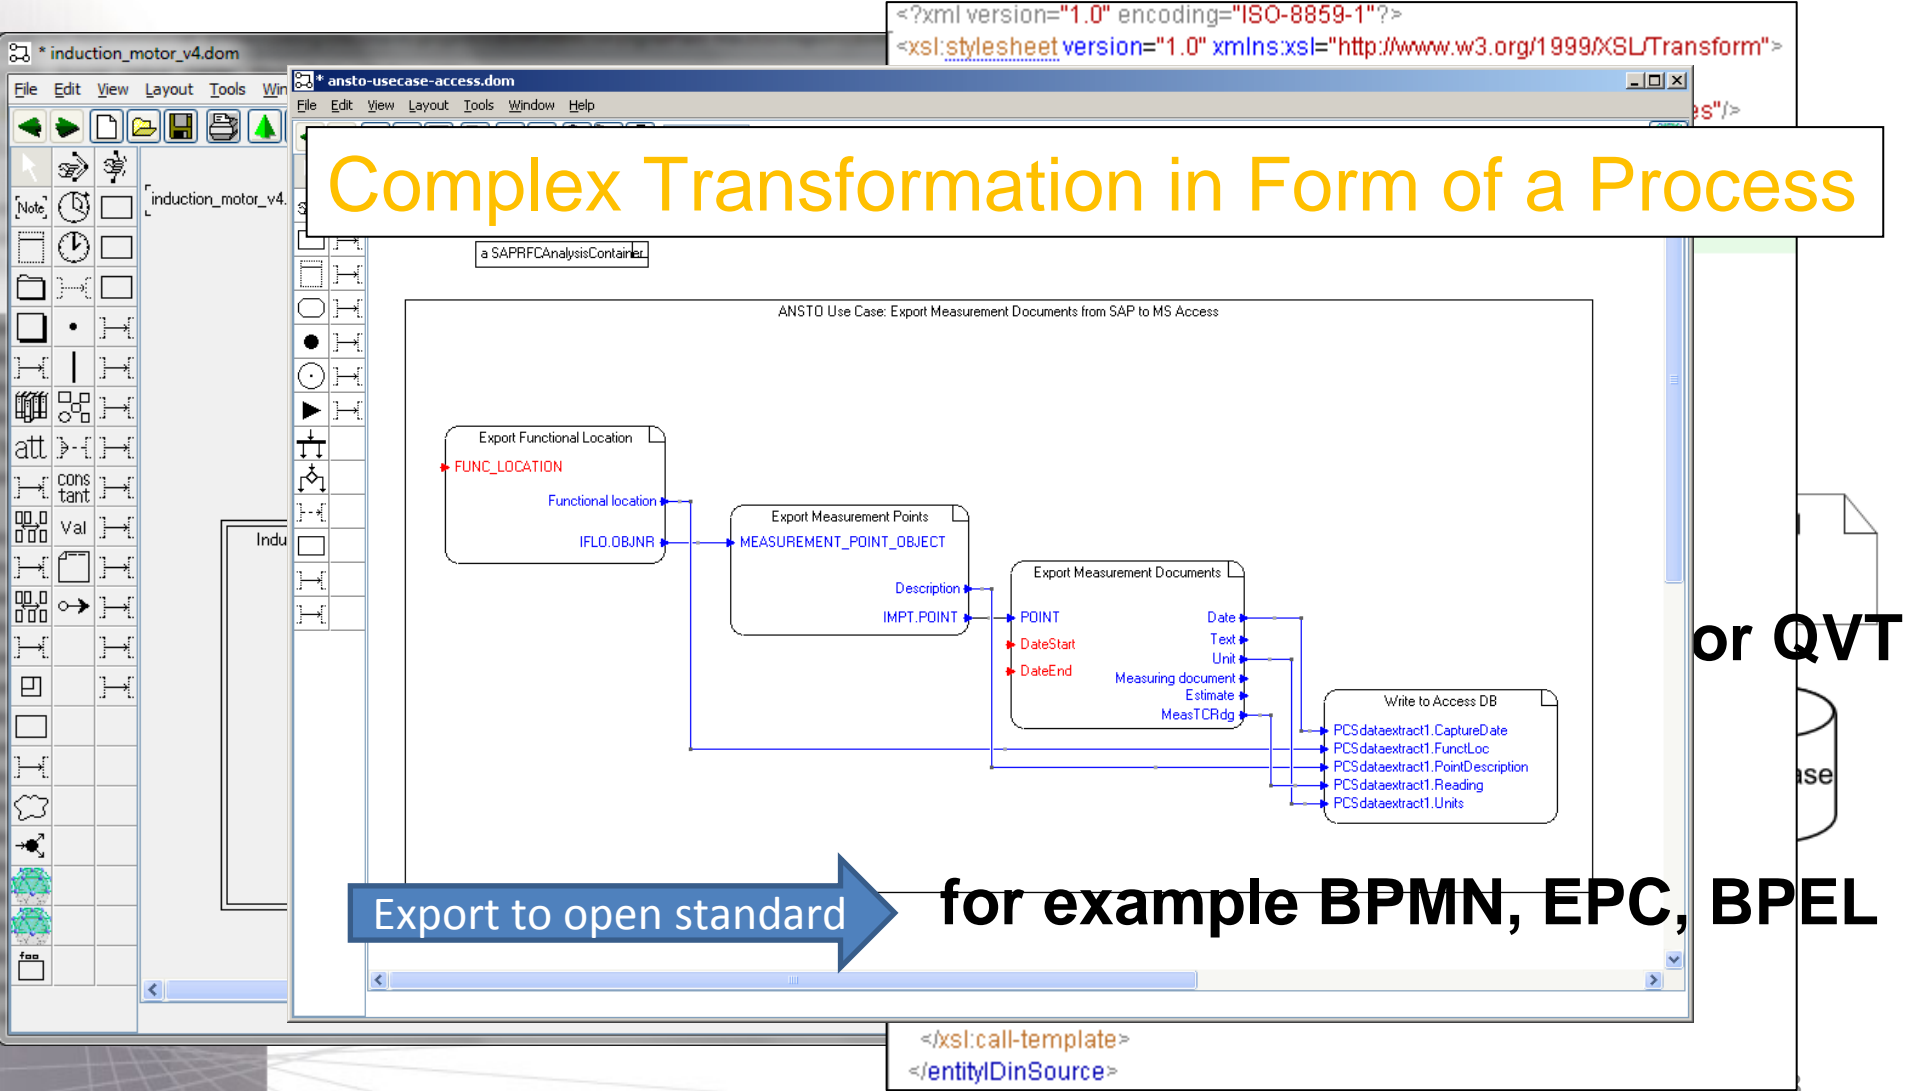 <?xml version="1.0" encoding="ISO-8859-1"?>
<xsl:stylesheet version="1.0" xmlns:xsl="http://www.w3.org/1999/XSL/Transform">
* induction_motor_v4.dom
File Edit View Layout Tools
* ansto-usecase-access.dom
File Edit View Layout Tools Window Help
"/>
Complex Transformation in Form of a Process
[Note]
induction_motor_v4.
a SAPRFCAnalysisContainer
ANSTO Use Case: Export Measurement Documents from SAP to MS Access
att
cons
tant
Val
foo
Export Functional Location
FUNC_LOCATION
Functional location
IFLO.OBJNR
Export Measurement Points
MEASUREMENT_POINT_OBJECT
Description
IMPT.POINT
Export Measurement Documents
POINT
DateStart
DateEnd
Date
Text
Unit
Measuring document
Estimate
MeasTCRdg
Write to Access DB
PCSdataextract1.CaptureDate
PCSdataextract1.FunctLoc
PCSdataextract1.PointDescription
PCSdataextract1.Reading
PCSdataextract1.Units
or QVT
Export to open standard
for example BPMN, EPC, BPEL
</xsl:call-template>
</entityIDinSource>